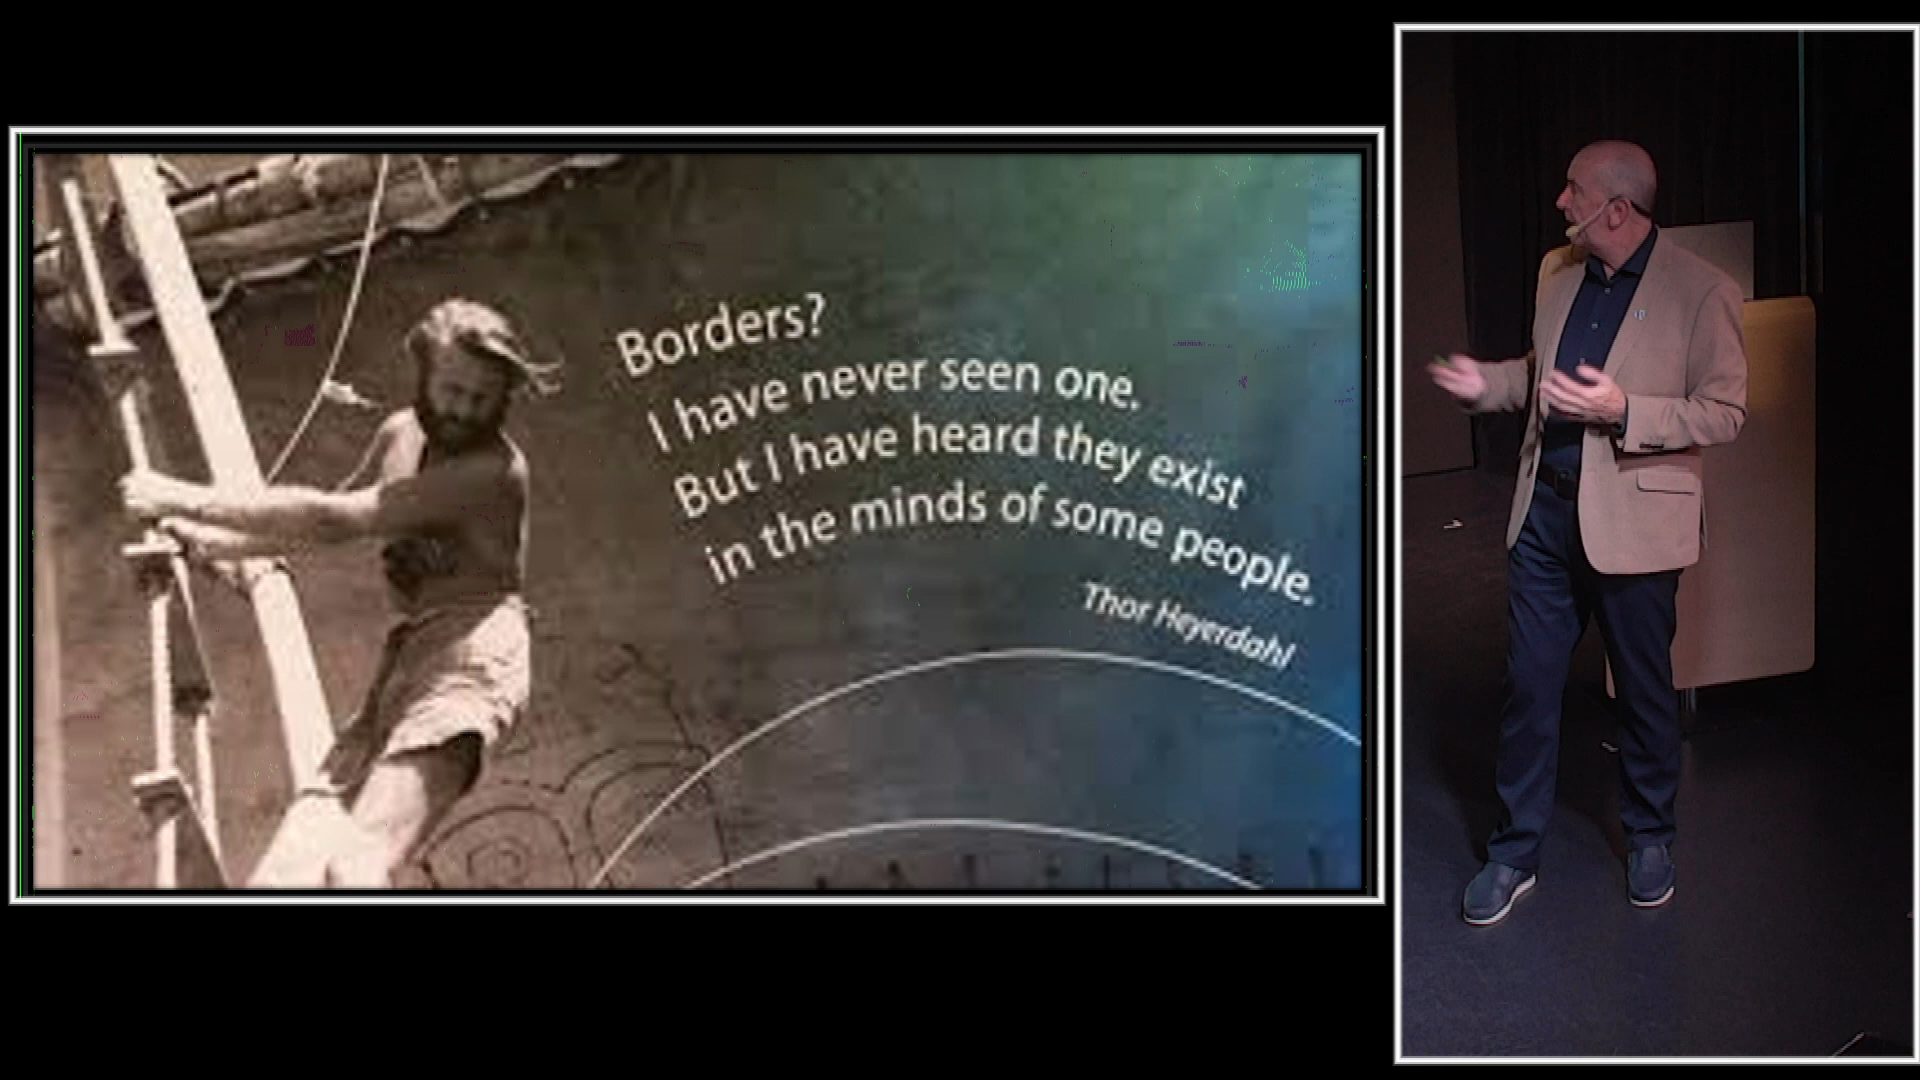 Borders?
I have never seen one.
But I have heard they exist
in the minds of some people.
Thor Heyerdahl